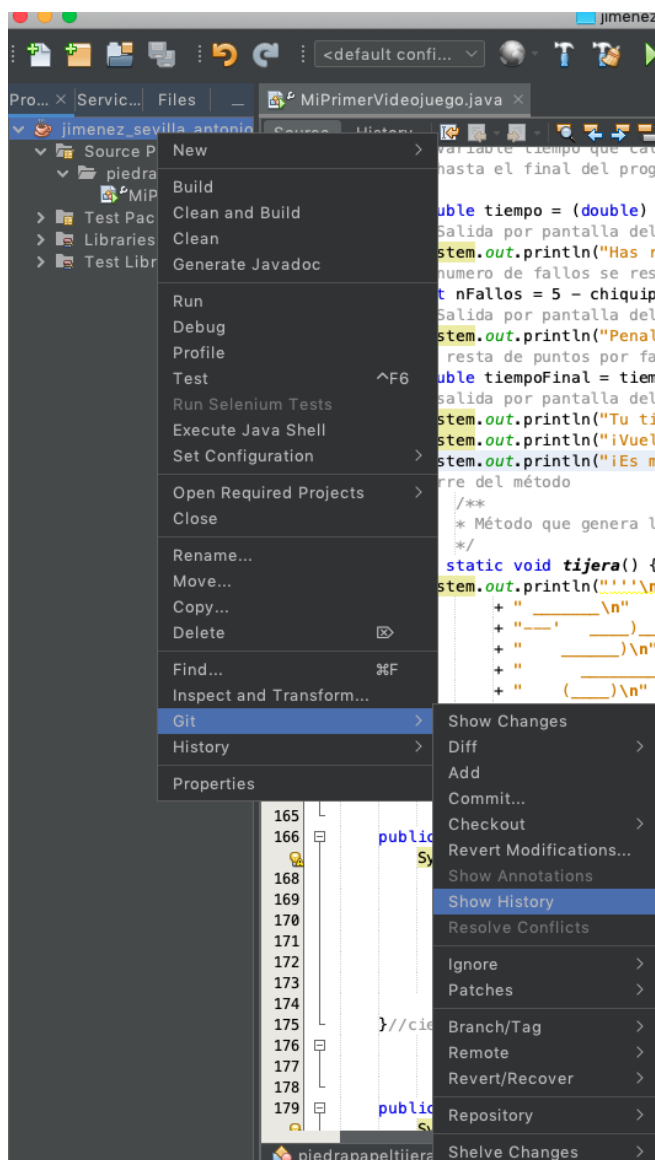 jimenez
<default confi...
Pro... × Servic... Files
MiPrimerVideojuego.java ×
jimenez_sevilla_antonio
Source History
Source P
piedra
MiP
Test Pac
Libraries
Test Libr
New
Build
Clean and Build
Clean
Generate Javadoc
Run
Debug
Profile
Test ^F6
Run Selenium Tests
Execute Java Shell
Set Configuration
Open Required Projects
Close
Rename...
Move...
Copy...
Delete
Find... ⌘F
Inspect and Transform...
Git
History
Properties
variable tiempo que cal
hasta el final del prog
uble tiempo = (double)
Salida por pantalla del
stem.out.println("Has r
numero de fallos se res
t nFallos = 5 - chiquip
Salida por pantalla del
stem.out.println("Penal
resta de puntos por fa
uble tiempoFinal = tiem
salida por pantalla del
stem.out.println("Tu ti
stem.out.println("¡Vuel
stem.out.println("¡Es m
rre del método
/**
* Método que genera l
*/
static void tijera() {
stem.out.println("'''\n
+ " _______\n"
+ "---' ____)__
+ " ______)\n"
+ " ________
+ " (____)\n"
Show Changes
Diff
Add
Commit...
Checkout
Revert Modifications...
Show Annotations
Show History
Resolve Conflicts
Ignore
Patches
Branch/Tag
Remote
Revert/Recover
Repository
Shelve Changes
165
166 public
Sy
168
169
170
171
172
173
174
175 }//cie
176
177
178
179 public
Sy
piedrapapeltijera